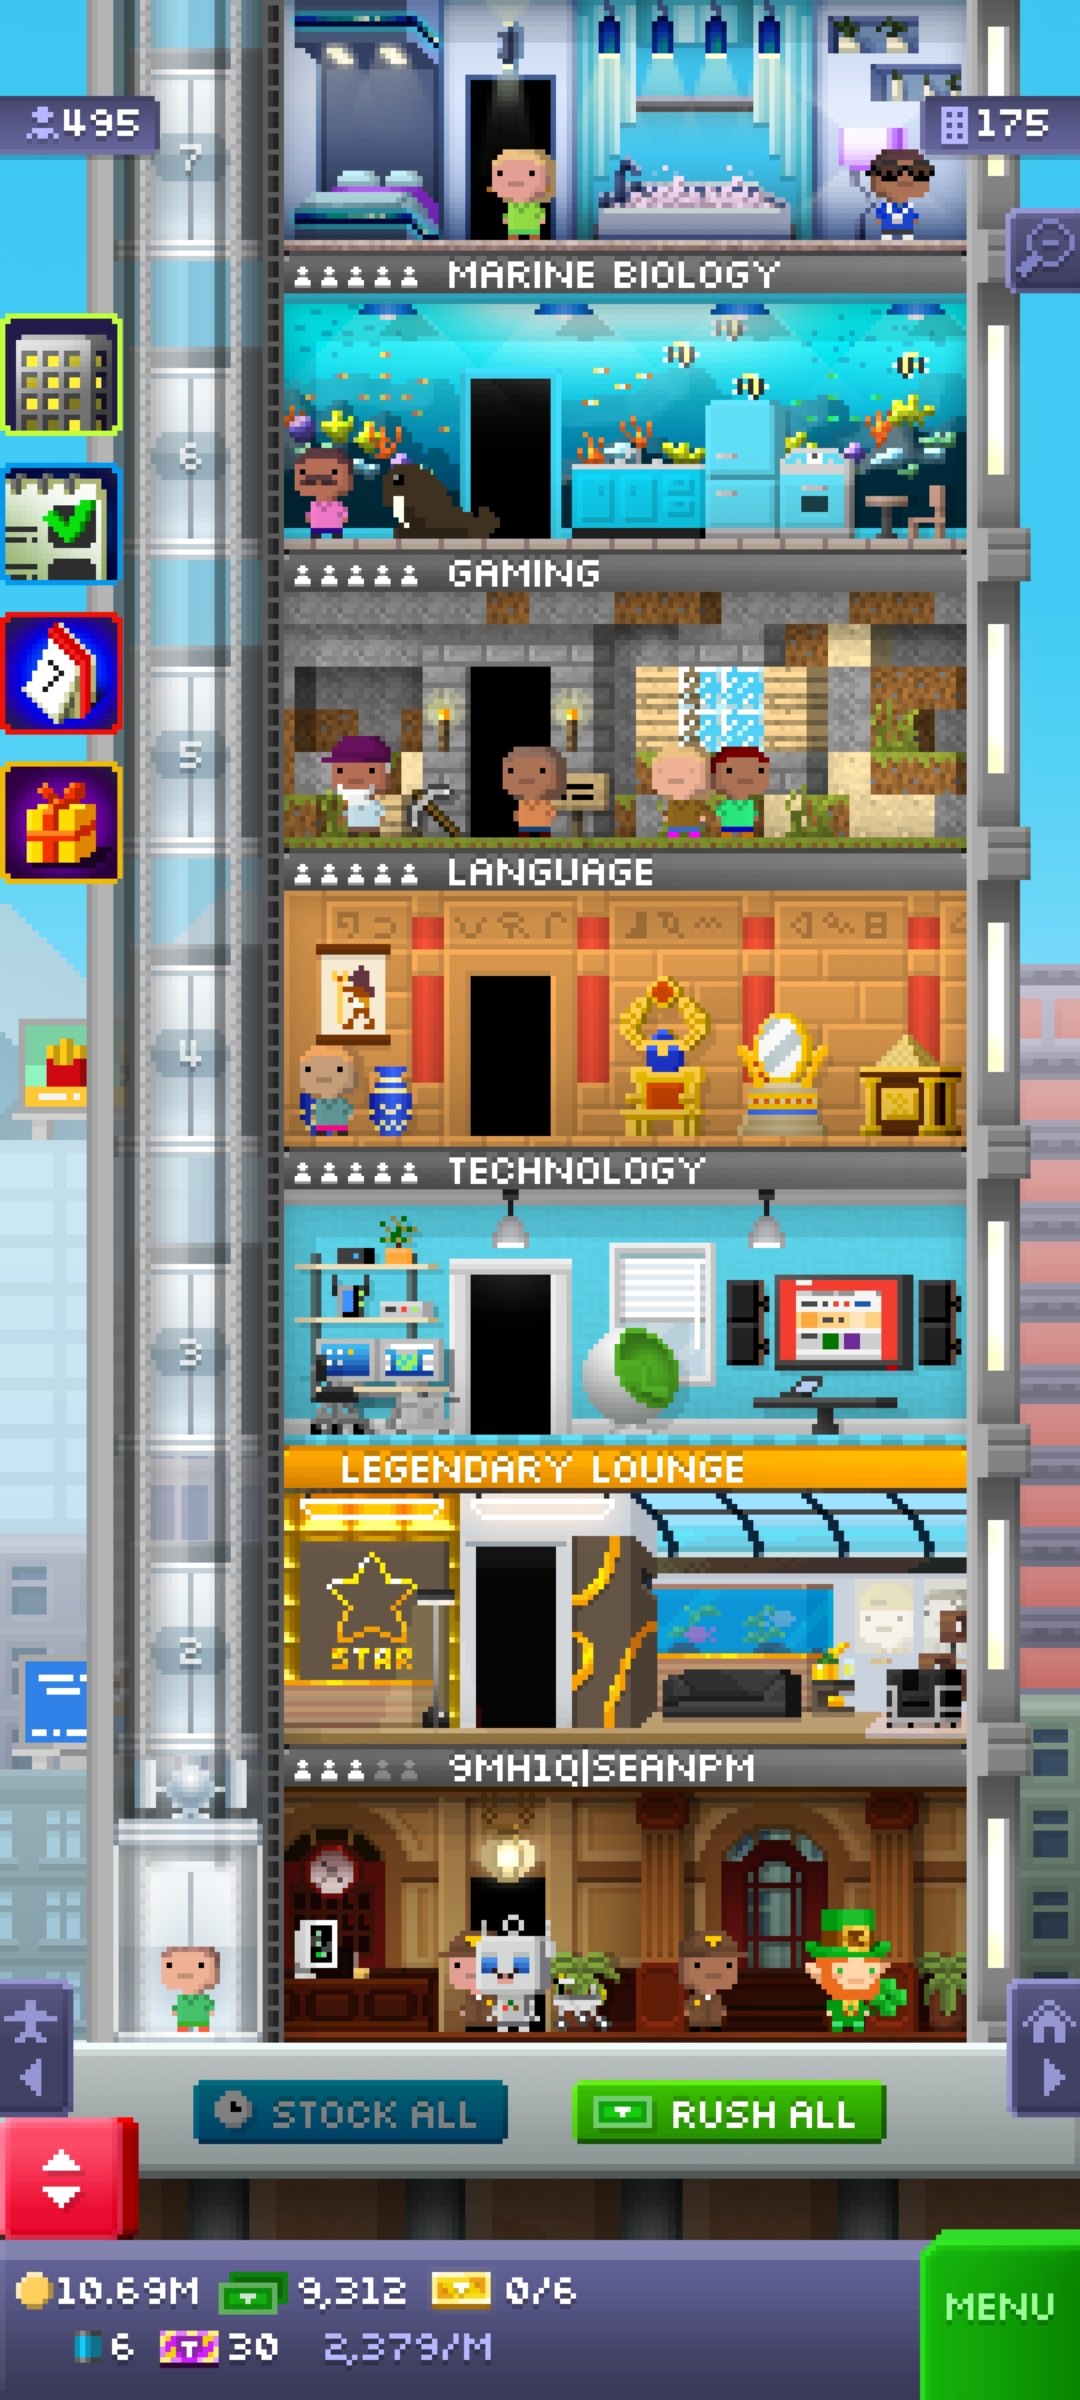 7
495
175
MARINE BIOLOGY
6
GAMING
5
LANGUAGE
4
TECHNOLOGY
3
LEGENDARY LOUNGE
STAR
2
9MH1Q|SEANPM
STOCK ALL
RUSH ALL
10.69M
9,312
0/6
MENU
6
30
2,379/M